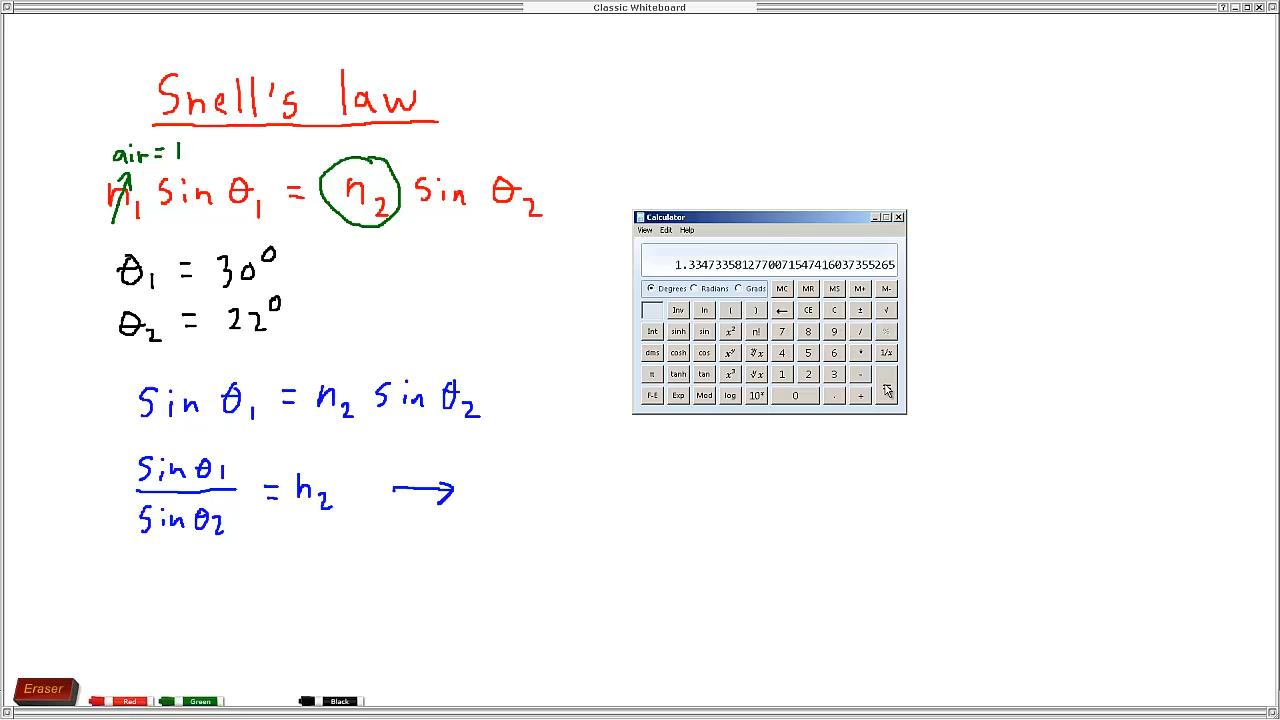 Classic Whiteboard
Snell's law
air = 1
n₁ sin θ₁ = n₂ sin θ₂
θ₁ = 30°
θ₂ = 22°
sin θ₁ = n₂ sin θ₂
sin θ₁
sin θ₂
= n₂ →
Calculator
View Edit Help
1.3347335812770071547416037355265
Degrees Radians Grads MC MR MS M+ M-
Inv ln ( ) ← CE C ± √
Int sinh sin x² n! 7 8 9 / %
dms cosh cos xʸ ʸ√x 4 5 6 * 1/x
π tanh tan x³ ³√x 1 2 3 - =
F-E Exp Mod log 10ˣ 0 . +
Eraser
Red Green Black